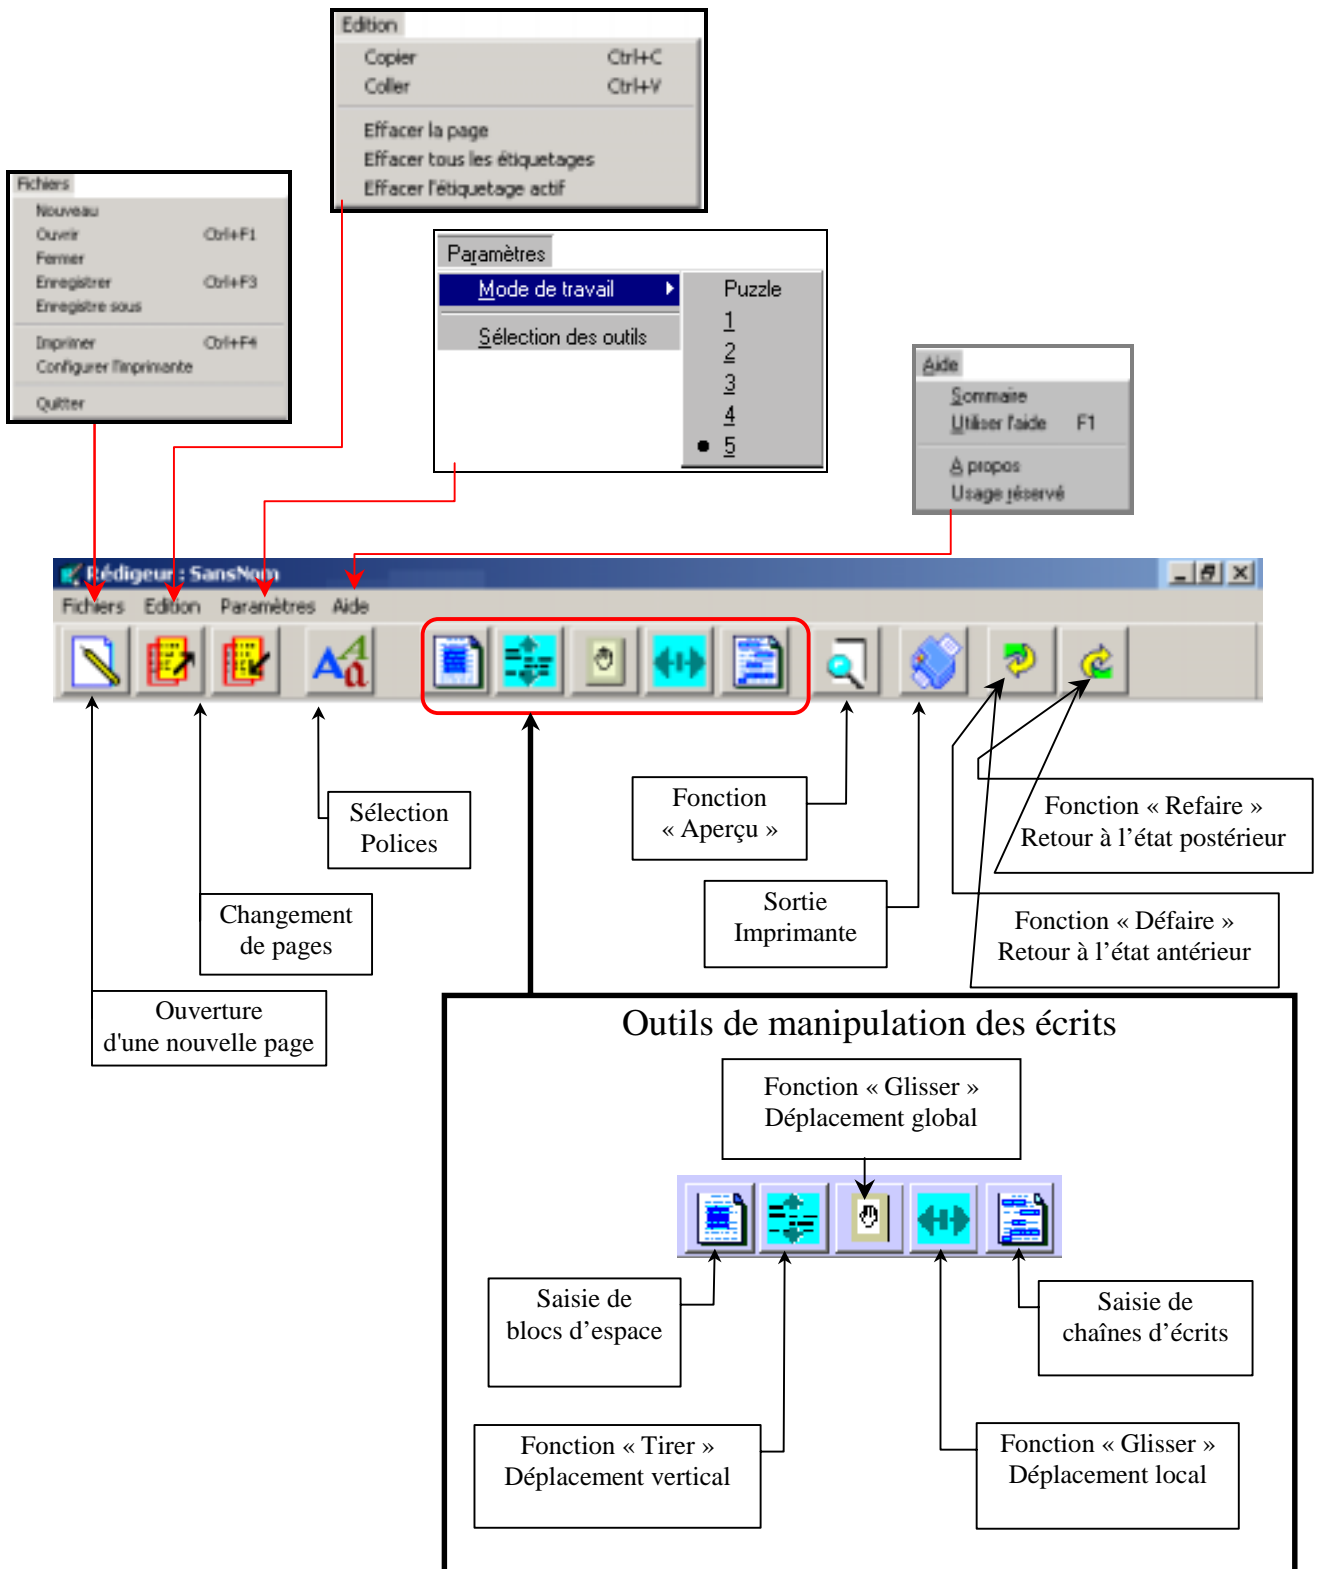 Edition
Copier Ctrl+C
Coller Ctrl+V
Effacer la page
Effacer tous les étiquetages
Effacer l'étiquetage actif
Fichiers
Nouveau
Ouvrir Ctrl+F1
Fermer
Enregistrer Ctrl+F3
Enregistre sous
Imprimer Ctrl+F4
Configurer l'imprimante
Quitter
Paramètres
Mode de travail
Sélection des outils
Puzzle
1
2
3
4
5
Aide
Sommaire
Utiliser l'aide F1
A propos
Usage réservé
Rédigeur : SansNom
Fichiers Edition Paramètres Aide
Sélection
Polices
Fonction
« Aperçu »
Fonction « Refaire »
Retour à l’état postérieur
Changement
de pages
Sortie
Imprimante
Fonction « Défaire »
Retour à l’état antérieur
Ouverture
d'une nouvelle page
Outils de manipulation des écrits
Fonction « Glisser »
Déplacement global
Saisie de
blocs d’espace
Saisie de
chaînes d’écrits
Fonction « Tirer »
Déplacement vertical
Fonction « Glisser »
Déplacement local